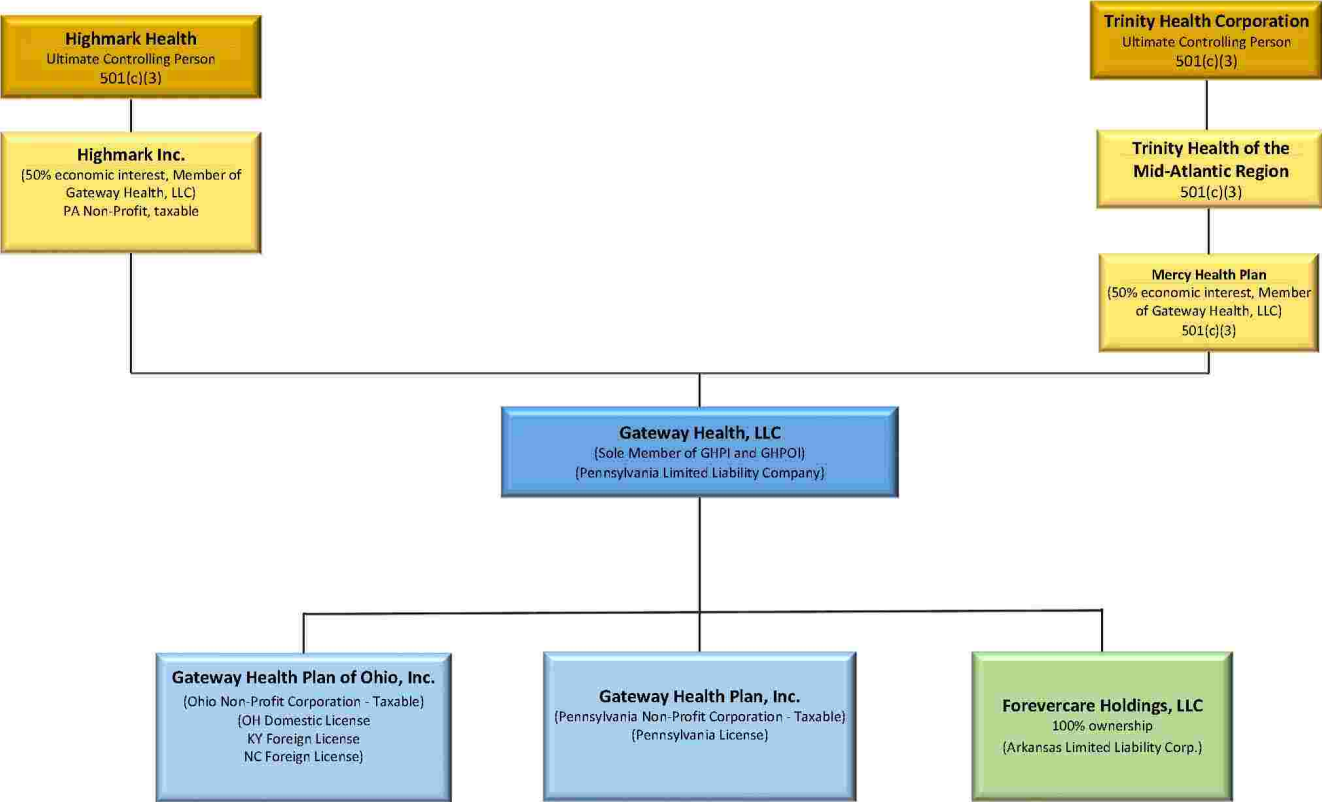 Highmark Health
Ultimate Controlling Person
501(c)(3)
Trinity Health Corporation
Ultimate Controlling Person
501(c)(3)
Highmark Inc.
(50% economic interest, Member of
Gateway Health, LLC)
PA Non-Profit, taxable
Trinity Health of the
Mid-Atlantic Region
501(c)(3)
Mercy Health Plan
(50% economic interest, Member
of Gateway Health, LLC)
501(c)(3)
Gateway Health, LLC
(Sole Member of GHPI and GHPOI)
(Pennsylvania Limited Liability Company)
Gateway Health Plan of Ohio, Inc.
(Ohio Non-Profit Corporation - Taxable)
(OH Domestic License
KY Foreign License
NC Foreign License)
Gateway Health Plan, Inc.
(Pennsylvania Non-Profit Corporation - Taxable)
(Pennsylvania License)
Forevercare Holdings, LLC
100% ownership
(Arkansas Limited Liability Corp.)